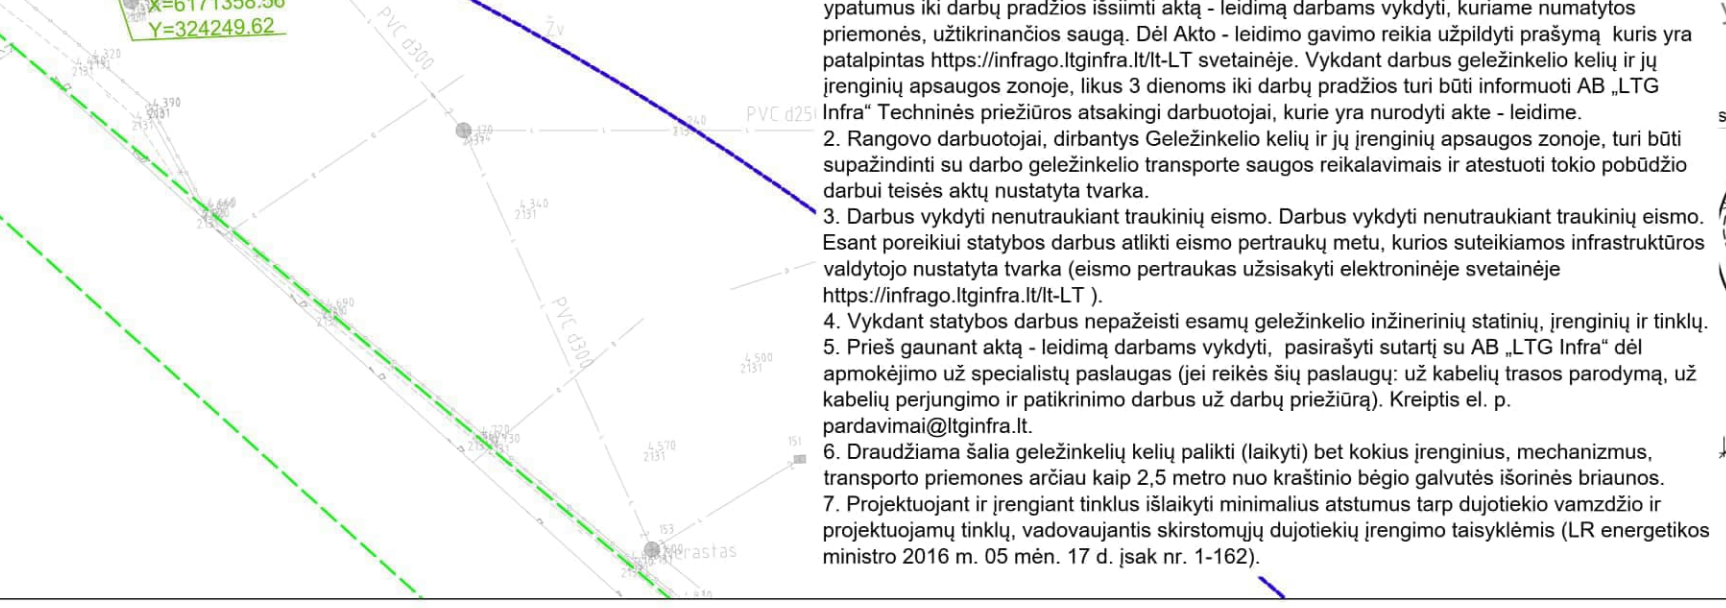 X=6171358.56
Y=324249.62
PVC d300
Žv
4.390
2131
PVC d25
4.340
2131
PVC d300
4.500
2131
4.570
2131
151
153
ypatumus iki darbų pradžios išsiimti aktą - leidimą darbams vykdyti, kuriame numatytos
priemonės, užtikrinančios saugą. Dėl Akto - leidimo gavimo reikia užpildyti prašymą  kuris yra
patalpintas https://infrago.ltginfra.lt/lt-LT svetainėje. Vykdant darbus geležinkelio kelių ir jų
įrenginių apsaugos zonoje, likus 3 dienoms iki darbų pradžios turi būti informuoti AB „LTG
Infra“ Techninės priežiūros atsakingi darbuotojai, kurie yra nurodyti akte - leidime.
2. Rangovo darbuotojai, dirbantys Geležinkelio kelių ir jų įrenginių apsaugos zonoje, turi būti
supažindinti su darbo geležinkelio transporte saugos reikalavimais ir atestuoti tokio pobūdžio
darbui teisės aktų nustatyta tvarka.
3. Darbus vykdyti nenutraukiant traukinių eismo. Darbus vykdyti nenutraukiant traukinių eismo.
Esant poreikiui statybos darbus atlikti eismo pertraukų metu, kurios suteikiamos infrastruktūros
valdytojo nustatyta tvarka (eismo pertraukas užsisakyti elektroninėje svetainėje
https://infrago.ltginfra.lt/lt-LT ).
4. Vykdant statybos darbus nepažeisti esamų geležinkelio inžinerinių statinių, įrenginių ir tinklų.
5. Prieš gaunant aktą - leidimą darbams vykdyti,  pasirašyti sutartį su AB „LTG Infra“ dėl
apmokėjimo už specialistų paslaugas (jei reikės šių paslaugų: už kabelių trasos parodymą, už
kabelių perjungimo ir patikrinimo darbus už darbų priežiūrą). Kreiptis el. p.
pardavimai@ltginfra.lt.
6. Draudžiama šalia geležinkelių kelių palikti (laikyti) bet kokius įrenginius, mechanizmus,
transporto priemones arčiau kaip 2,5 metro nuo kraštinio bėgio galvutės išorinės briaunos.
7. Projektuojant ir įrengiant tinklus išlaikyti minimalius atstumus tarp dujotiekio vamzdžio ir
projektuojamų tinklų, vadovaujantis skirstomųjų dujotiekių įrengimo taisyklėmis (LR energetikos
ministro 2016 m. 05 mėn. 17 d. įsak nr. 1-162).